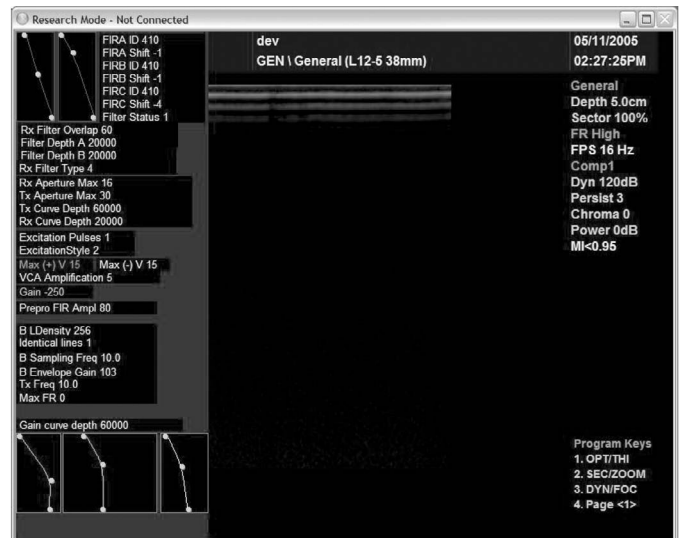 Research Mode - Not Connected
FIRA ID 410
FIRA Shift -1
FIRB ID 410
FIRB Shift -1
FIRC ID 410
FIRC Shift -4
Filter Status 1
Rx Filter Overlap 60
Filter Depth A 20000
Filter Depth B 20000
Rx Filter Type 4
Rx Aperture Max 16
Tx Aperture Max 30
Tx Curve Depth 60000
Rx Curve Depth 20000
Excitation Pulses 1
ExcitationStyle 2
Max (+) V 15 Max (-) V 15
VCA Amplification 5
Gain -250
Prepro FIR Ampl 80
B LDensity 256
Identical lines 1
B Sampling Freq 10.0
B Envelope Gain 103
Tx Freq 10.0
Max FR 0
Gain curve depth 60000
dev
GEN \ General (L12-5 38mm)
05/11/2005
02:27:25PM
General
Depth 5.0cm
Sector 100%
FR High
FPS 16 Hz
Comp1
Dyn 120dB
Persist 3
Chroma 0
Power 0dB
MI<0.95
Program Keys
1. OPT/THI
2. SEC/ZOOM
3. DYN/FOC
4. Page <1>